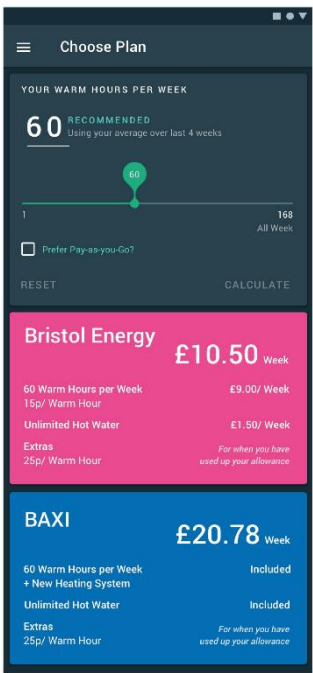 Choose Plan
YOUR WARM HOURS PER WEEK
60 RECOMMENDED
Using your average over last 4 weeks
60
1 168
All Week
Prefer Pay-as-you-Go?
RESET CALCULATE
Bristol Energy
£10.50 Week
60 Warm Hours per Week £9.00/ Week
15p/ Warm Hour
Unlimited Hot Water £1.50/ Week
Extras For when you have
25p/ Warm Hour used up your allowance
BAXI
£20.78 Week
60 Warm Hours per Week Included
+ New Heating System
Unlimited Hot Water Included
Extras For when you have
25p/ Warm Hour used up your allowance